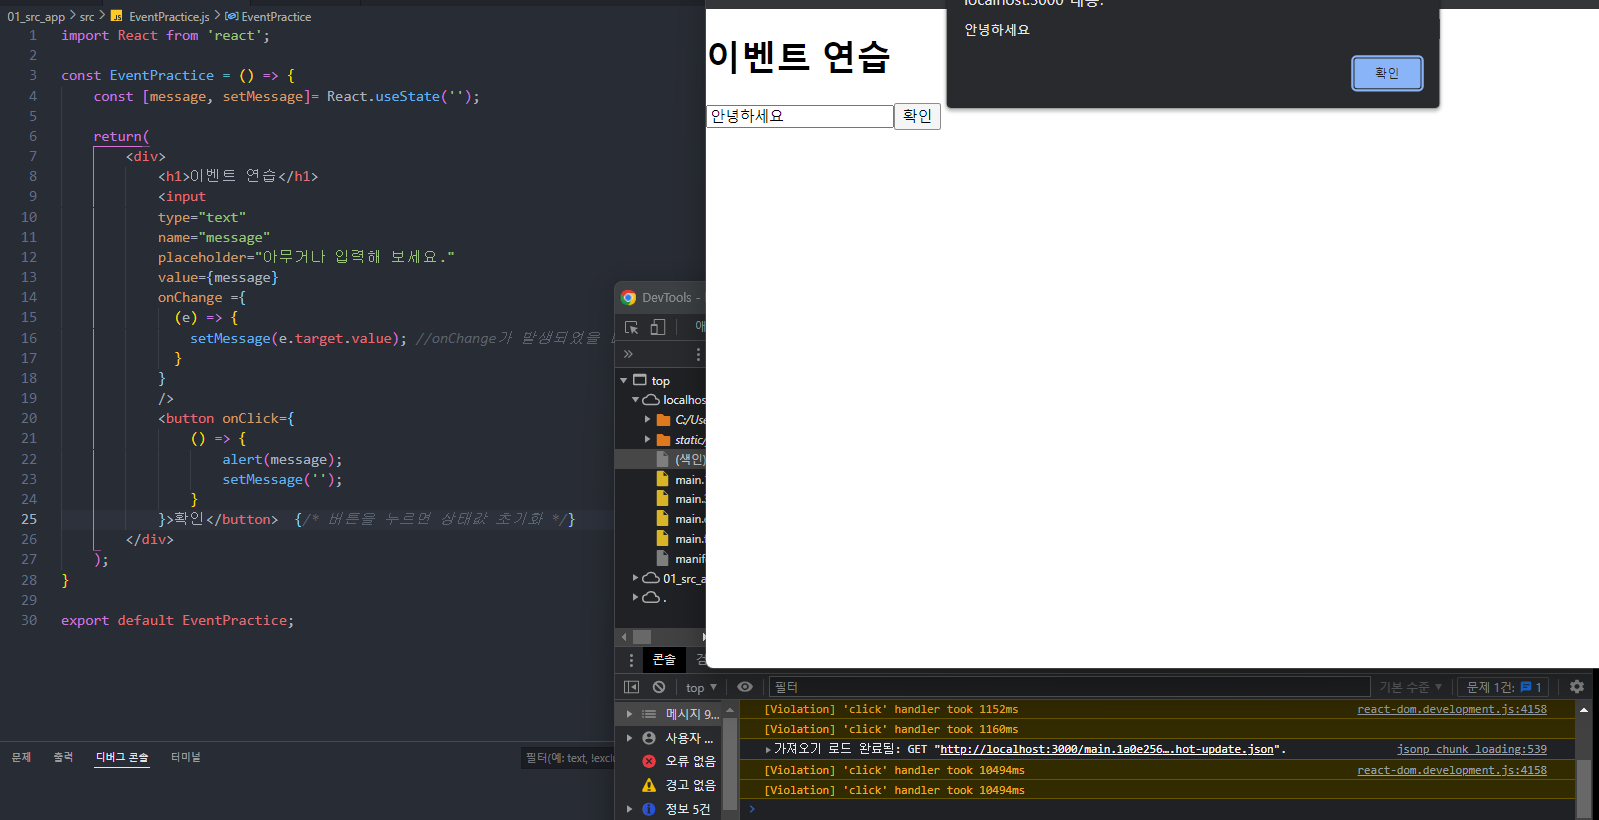 01_src_app > src > JS EventPractice.js > EventPractice
1 import React from 'react';
2
3 const EventPractice = () => {
4 const [message, setMessage]= React.useState('');
5
6 return(
7 <div>
8 <h1>이벤트 연습</h1>
9 <input
10 type="text"
11 name="message"
12 placeholder="아무거나 입력해 보세요."
13 value={message}
14 onChange ={
15 (e) => {
16 setMessage(e.target.value); //onChange가 발생되었을
17 }
18 }
19 />
20 <button onClick={
21 () => {
22 alert(message);
23 setMessage('');
24 }
25 }>확인</button> {/* 버튼을 누르면 상태값 초기화 */}
26 </div>
27 );
28 }
29
30 export default EventPractice;
문제 출력 디버그 콘솔 터미널
필터(예: text, !exclu
localhost:3000 내용:
안녕하세요
확인
이벤트 연습
안녕하세요 확인
DevTools -
top
localhos
C:/Use
static/
(색인)
main.
main.
main.
main.
manif
01_src_a
.
콘솔
top 필터 기본 수준 문제 1건: 1
메시지 9...
사용자 ...
오류 없음
경고 없음
정보 5건
[Violation] 'click' handler took 1152ms react-dom.development.js:4158
[Violation] 'click' handler took 1160ms
가져오기 로드 완료됨: GET "http://localhost:3000/main.1a0e256….hot-update.json". jsonp chunk loading:539
[Violation] 'click' handler took 10494ms react-dom.development.js:4158
[Violation] 'click' handler took 10494ms